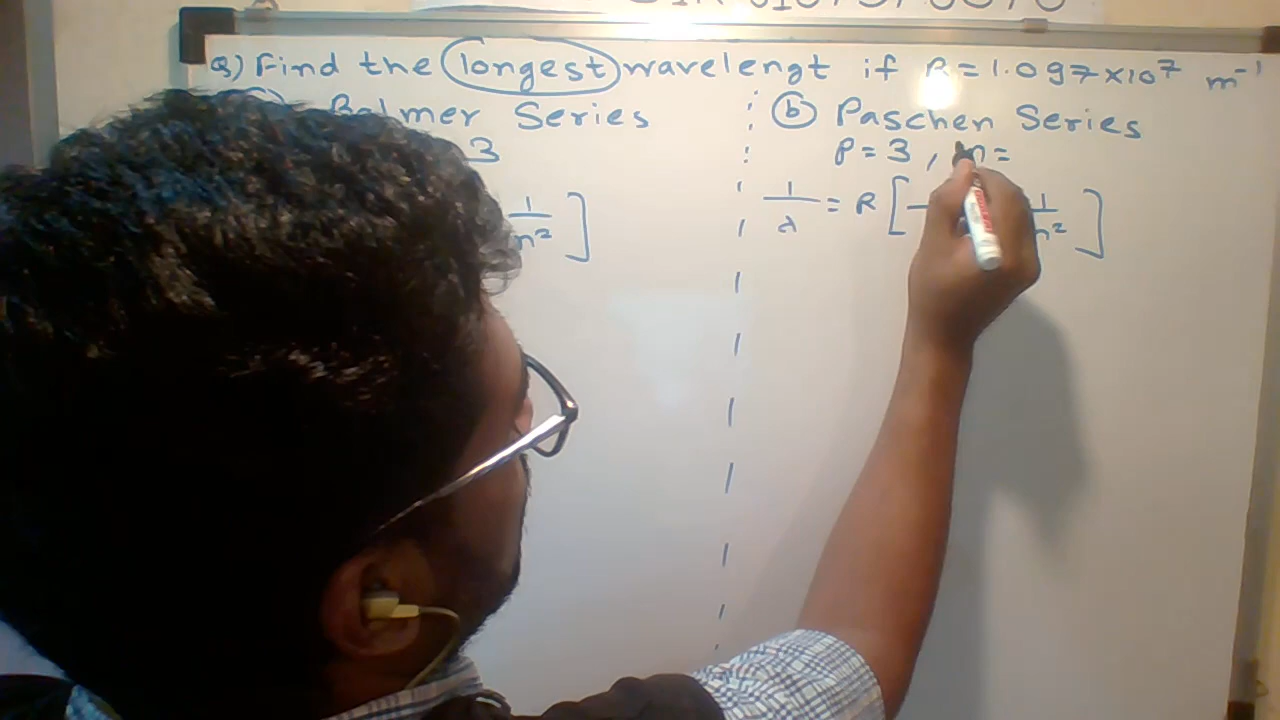 Q) Find the longest wavelengt if R = 1.097 × 10⁷ m⁻¹
Balmer Series
3
1/n² ]
ⓑ Paschen Series
P = 3 , n =
1/λ = R [ 1/n² ]